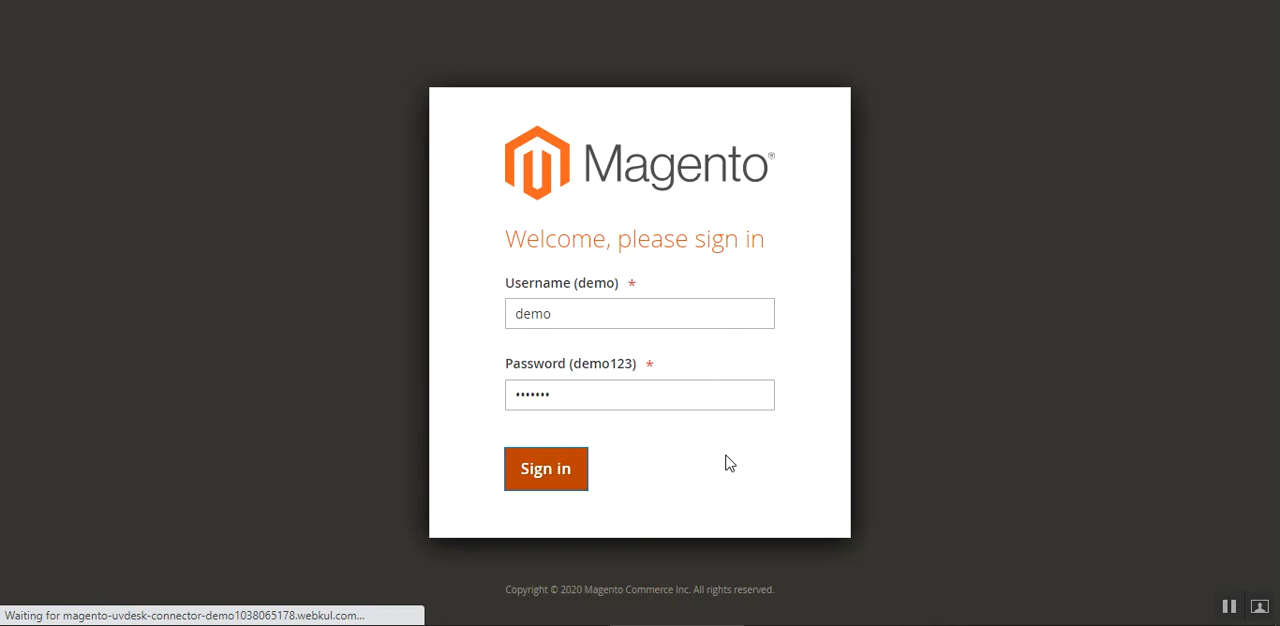 Magento®
Welcome, please sign in
Username (demo) *
demo
Password (demo123) *
•••••••
Sign in
Copyright © 2020 Magento Commerce Inc. All rights reserved.
Waiting for magento-uvdesk-connector-demo1038065178.webkul.com...